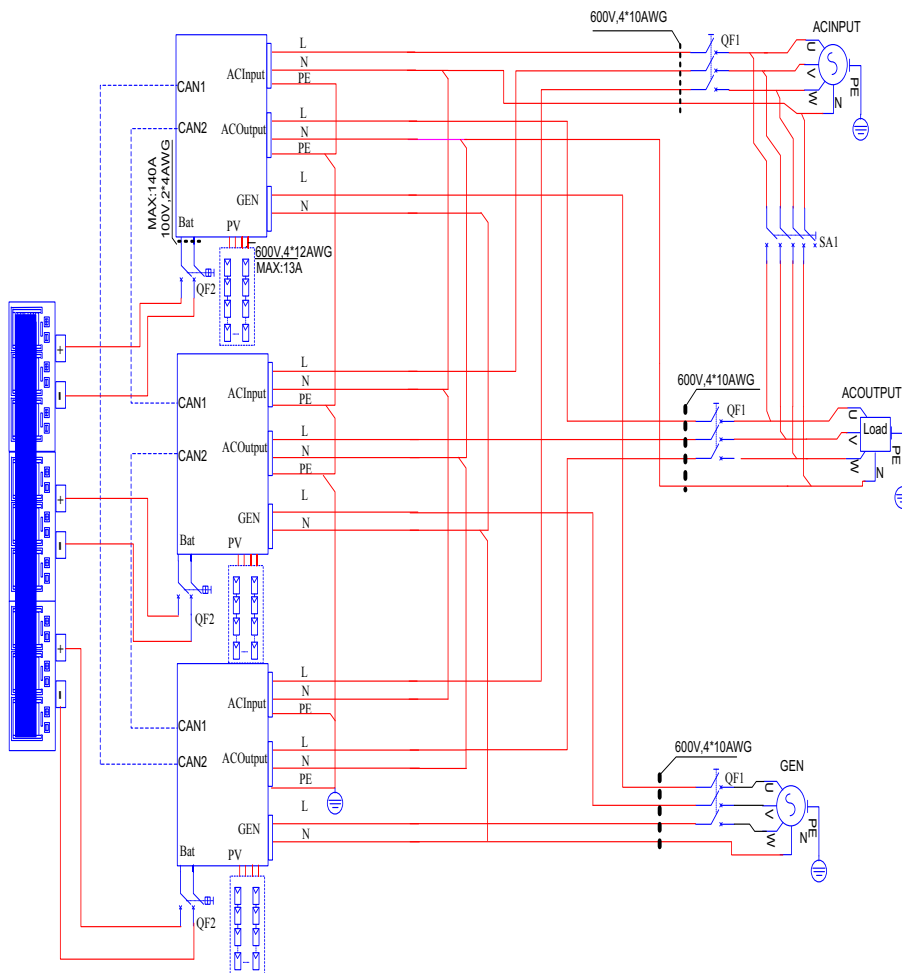 600V,4*10AWG
ACINPUT
QF1
U
V
W
N
PE
L
N
PE
ACInput
CAN1
CAN2
L
N
PE
ACOutput
L
N
GEN
Bat
PV
MAX:140A
100V,2*4AWG
600V,4*12AWG
MAX:13A
QF2
SA1
+
−
L
N
PE
ACInput
CAN1
600V,4*10AWG
QF1
ACOUTPUT
U
V
W
N
Load
PE
L
N
PE
ACOutput
CAN2
L
N
GEN
Bat
PV
QF2
+
−
L
N
PE
ACInput
CAN1
CAN2
L
N
PE
ACOutput
L
N
GEN
Bat
PV
QF2
+
−
600V,4*10AWG
QF1
GEN
U
V
W
N
PE